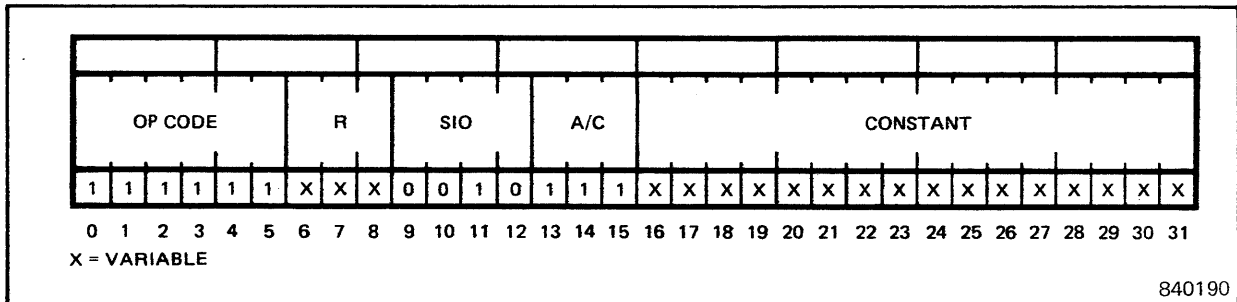 OP CODE R SIO A/C CONSTANT
1 1 1 1 1 1 X X X 0 0 1 0 1 1 1 X X X X X X X X X X X X X X X X
0 1 2 3 4 5 6 7 8 9 10 11 12 13 14 15 16 17 18 19 20 21 22 23 24 25 26 27 28 29 30 31
X = VARIABLE
840190